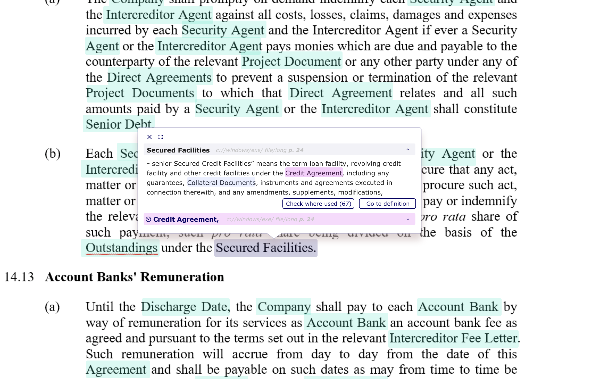 (a) The Company shall promptly on demand indemnify each Security Agent and
the Intercreditor Agent against all costs, losses, claims, damages and expenses
incurred by each Security Agent and the Intercreditor Agent if ever a Security
Agent or the Intercreditor Agent pays monies which are due and payable to the
counterparty of the relevant Project Document or any other party under any of
the Direct Agreements to prevent a suspension or termination of the relevant
Project Documents to which that Direct Agreement relates and all such
amounts paid by a Security Agent or the Intercreditor Agent shall constitute
Senior Debt.
× ::
Secured Facilities p. 24
"senior Secured Credit Facilities" means the term loan facility, revolving credit
facility and other credit facilities under the Credit Agreement, including any
guarantees, Collateral Documents, instruments and agreements executed in
connection therewith, and any amendments, supplements, modifications,
Check where used (67) Go to definition
Credit Agreement, p. 24
(b) Each Sec ity Agent or the
Intercredi cure that any act,
matter or procure such act,
matter or pay or indemnify
the releva pro rata share of
such payment, such pro rata share being divided on the basis of the
Outstandings under the Secured Facilities.
14.13 Account Banks' Remuneration
(a) Until the Discharge Date, the Company shall pay to each Account Bank by
way of remuneration for its services as Account Bank an account bank fee as
agreed and pursuant to the terms set out in the relevant Intercreditor Fee Letter.
Such remuneration will accrue from day to day from the date of this
Agreement and shall be payable on such dates as may from time to time be